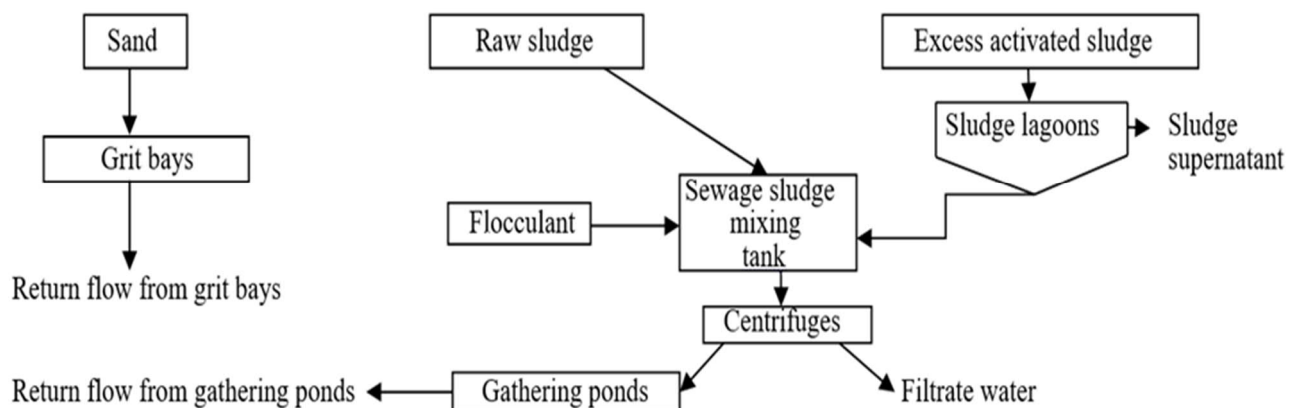 Sand
Raw sludge
Excess activated sludge
Grit bays
Sludge lagoons
Sludge
supernatant
Sewage sludge
mixing
tank
Flocculant
Return flow from grit bays
Centrifuges
Return flow from gathering ponds
Gathering ponds
Filtrate water